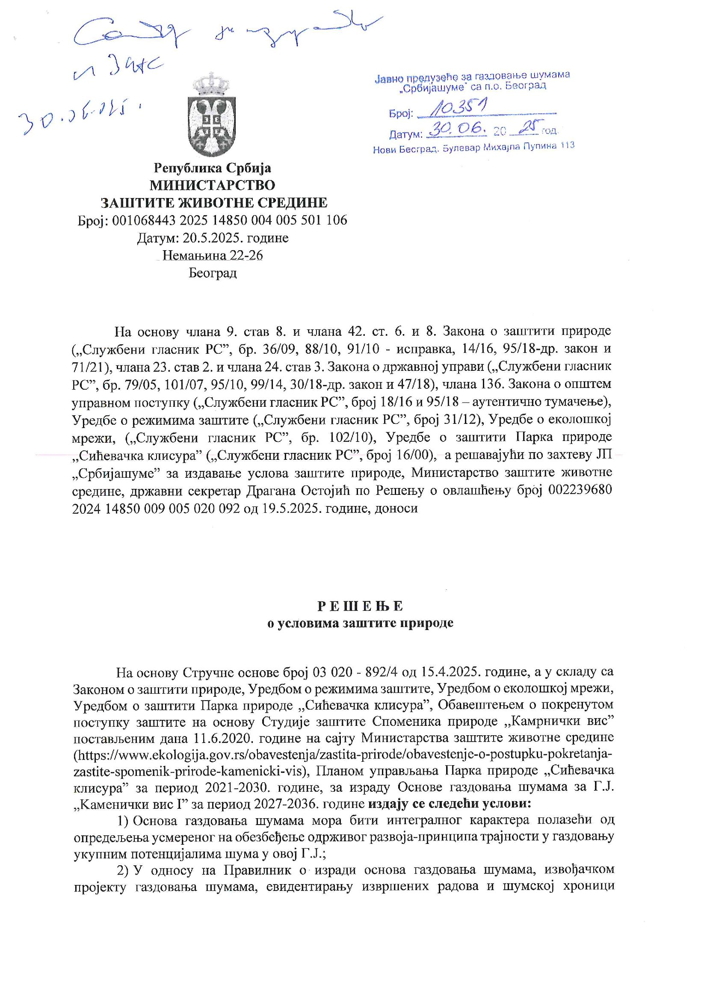 и
30.06.025.
Јавно предузеће за газдовање шумама
„Србијашуме“ са п.о. Београд
Број: 10351
Датум: 30.06. 20 25 год.
Нови Београд, Булевар Михајла Пупина 113
Република Србија
МИНИСТАРСТВО
ЗАШТИТЕ ЖИВОТНЕ СРЕДИНЕ
Број: 001068443 2025 14850 004 005 501 106
Датум: 20.5.2025. године
Немањина 22-26
Београд
На основу члана 9. став 8. и члана 42. ст. 6. и 8. Закона о заштити природе
(„Службени гласник РС”, бр. 36/09, 88/10, 91/10 - исправка, 14/16, 95/18-др. закон и
71/21), члана 23. став 2. и члана 24. став 3. Закона о државној управи („Службени гласник
РС”, бр. 79/05, 101/07, 95/10, 99/14, 30/18-др. закон и 47/18), члана 136. Закона о општем
управном поступку („Службени гласник РС”, број 18/16 и 95/18 – аутентично тумачење),
Уредбе о режимима заштите („Службени гласник РС”, број 31/12), Уредбе о еколошкој
мрежи, („Службени гласник РС”, бр. 102/10), Уредбе о заштити Парка природе
„Сићевачка клисура” („Службени гласник РС”, број 16/00), а решавајући по захтеву ЈП
„Србијашуме” за издавање услова заштите природе, Министарство заштите животне
средине, државни секретар Драгана Остојић по Решењу о овлашћењу број 002239680
2024 14850 009 005 020 092 од 19.5.2025. године, доноси
Р Е Ш Е Њ Е
о условима заштите природе
На основу Стручне основе број 03 020 - 892/4 од 15.4.2025. године, а у складу са
Законом о заштити природе, Уредбом о режимима заштите, Уредбом о еколошкој мрежи,
Уредбом о заштити Парка природе ,,Сићевачка клисура”, Обавештењем о покренутом
поступку заштите на основу Студије заштите Споменика природе ,,Камрнички вис”
постављеним дана 11.6.2020. године на сајту Министарства заштите животне средине
(https://www.ekologija.gov.rs/obavestenja/zastita-prirode/obavestenje-o-postupku-pokretanja-
zastite-spomenik-prirode-kamenicki-vis), Планом управљања Парка природе „Сићевачка
клисура” за период 2021-2030. године, за израду Основе газдовања шумама за Г.Ј.
„Каменички вис I” за период 2027-2036. године издају се следећи услови:
1) Основа газдовања шумама мора бити интегралног карактера полазећи од
опредељења усмереног на обезбеђење одрживог развоја-принципа трајности у газдовању
укупним потенцијалима шума у овој Г.Ј.;
2) У односу на Правилник о изради основа газдовања шумама, извођачком
пројекту газдовања шумама, евидентирању извршених радова и шумској хроници